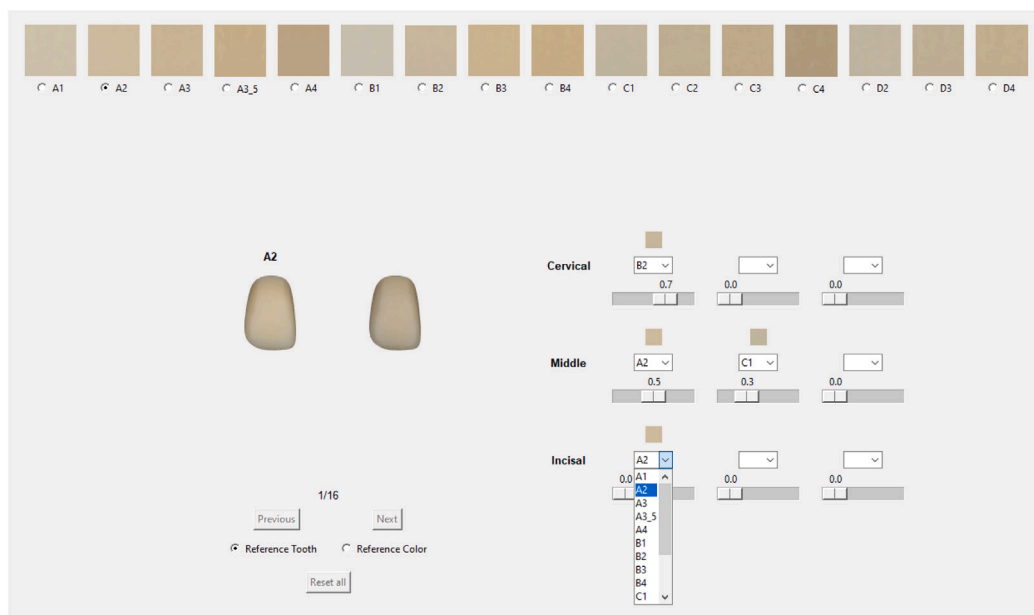 A1 A2 A3 A3_5 A4 B1 B2 B3 B4 C1 C2 C3 C4 D2 D3 D4
A2
Cervical B2
0.7 0.0 0.0
Middle A2 C1
0.5 0.3 0.0
Incisal A2
0.0 0.0 0.0
A1
A2
A3
A3_5
A4
B1
B2
B3
B4
C1
1/16
Previous Next
Reference Tooth Reference Color
Reset all